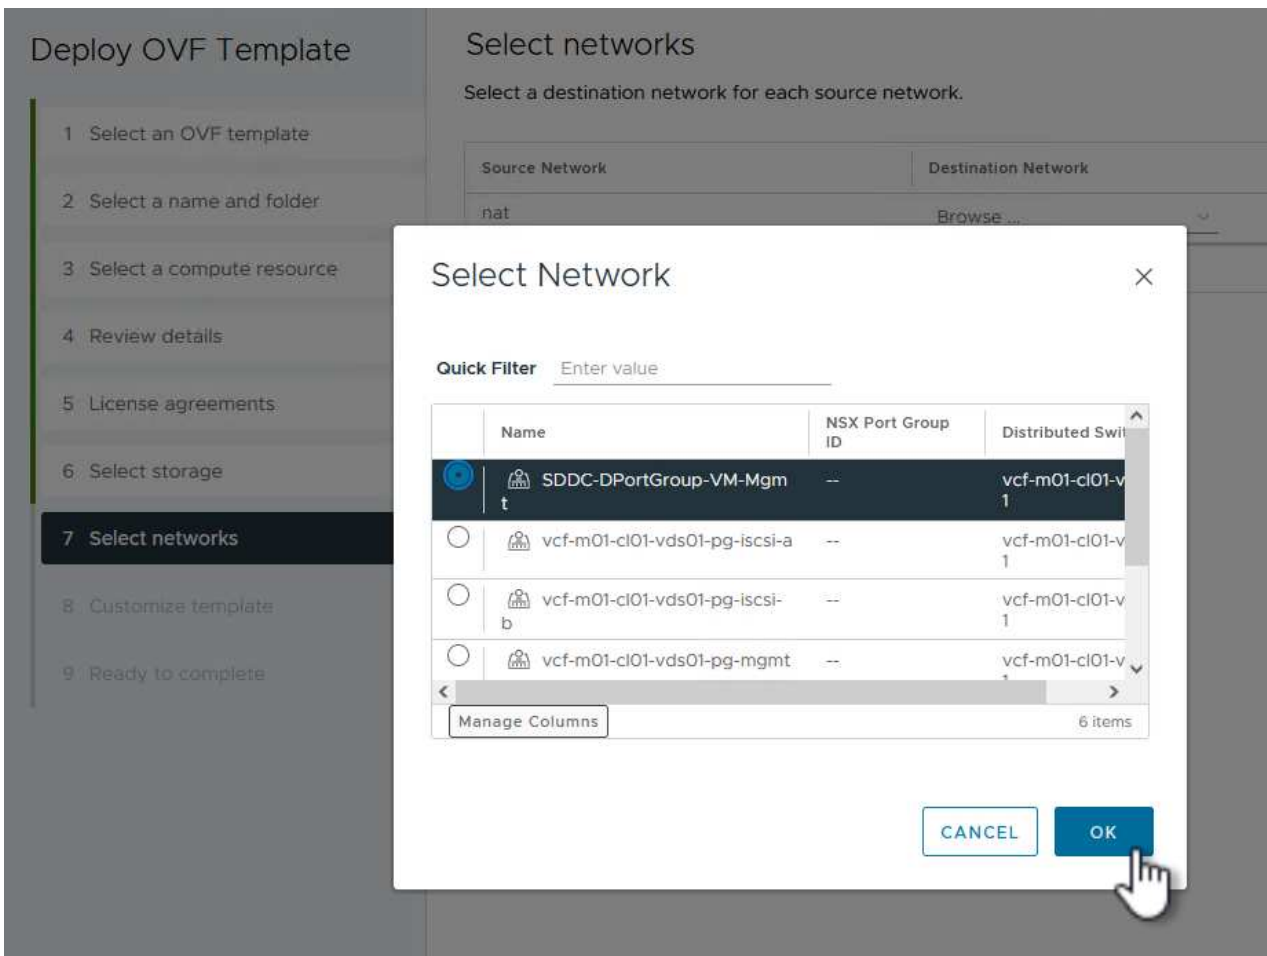 Deploy OVF Template
1 Select an OVF template
2 Select a name and folder
3 Select a compute resource
4 Review details
5 License agreements
6 Select storage
7 Select networks
8 Customize template
9 Ready to complete
Select networks
Select a destination network for each source network.
Source Network Destination Network
nat Browse ...
Select Network
Quick Filter Enter value
Name NSX Port Group ID Distributed Swi
SDDC-DPortGroup-VM-Mgm -- vcf-m01-cl01-v
t 1
vcf-m01-cl01-vds01-pg-iscsi-a -- vcf-m01-cl01-v
1
vcf-m01-cl01-vds01-pg-iscsi- -- vcf-m01-cl01-v
b 1
vcf-m01-cl01-vds01-pg-mgmt -- vcf-m01-cl01-v
Manage Columns 6 items
CANCEL OK